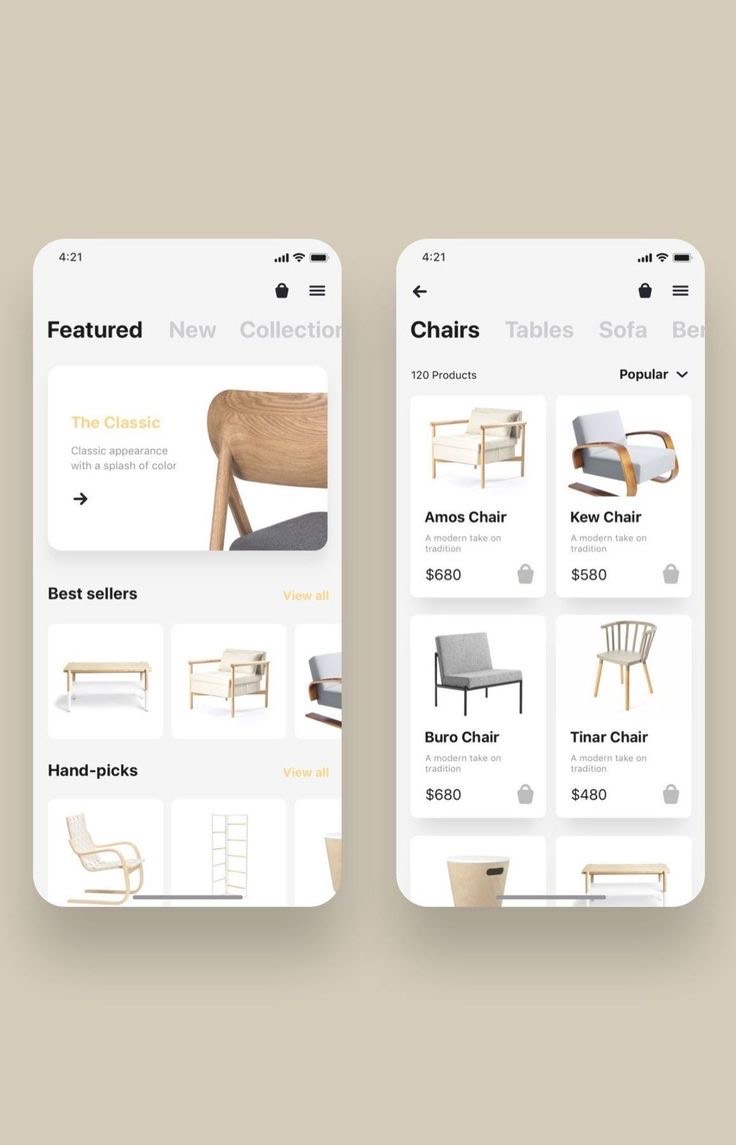 4:21
Featured New Collection
The Classic
Classic appearance
with a splash of color
Best sellers View all
Hand-picks View all
4:21
Chairs Tables Sofa Ber
120 Products Popular
Amos Chair
A modern take on
tradition
$680
Kew Chair
A modern take on
tradition
$580
Buro Chair
A modern take on
tradition
$680
Tinar Chair
A modern take on
tradition
$480